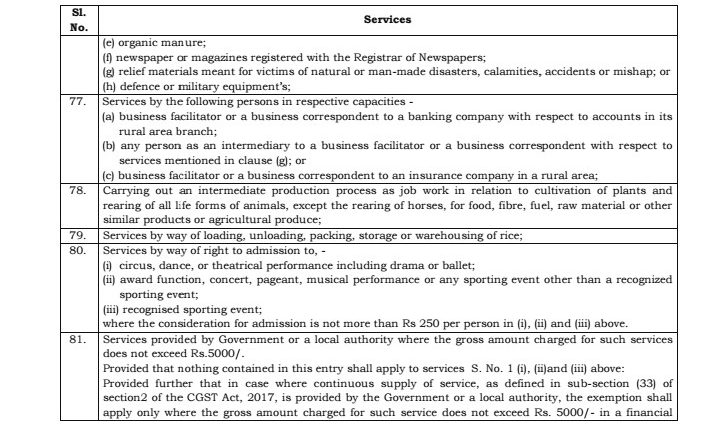 Sl. No. Services
(e) organic manure;
(f) newspaper or magazines registered with the Registrar of Newspapers;
(g) relief materials meant for victims of natural or man-made disasters, calamities, accidents or mishap; or
(h) defence or military equipment's;
77. Services by the following persons in respective capacities -
(a) business facilitator or a business correspondent to a banking company with respect to accounts in its
rural area branch;
(b) any person as an intermediary to a business facilitator or a business correspondent with respect to
services mentioned in clause (g); or
(c) business facilitator or a business correspondent to an insurance company in a rural area;
78. Carrying out an intermediate production process as job work in relation to cultivation of plants and
rearing of all life forms of animals, except the rearing of horses, for food, fibre, fuel, raw material or other
similar products or agricultural produce;
79. Services by way of loading, unloading, packing, storage or warehousing of rice;
80. Services by way of right to admission to, -
(i) circus, dance, or theatrical performance including drama or ballet;
(ii) award function, concert, pageant, musical performance or any sporting event other than a recognized
sporting event;
(iii) recognised sporting event;
where the consideration for admission is not more than Rs 250 per person in (i), (ii) and (iii) above.
81. Services provided by Government or a local authority where the gross amount charged for such services
does not exceed Rs.5000/.
Provided that nothing contained in this entry shall apply to services S. No. 1 (i), (ii)and (iii) above:
Provided further that in case where continuous supply of service, as defined in sub-section (33) of
section2 of the CGST Act, 2017, is provided by the Government or a local authority, the exemption shall
apply only where the gross amount charged for such service does not exceed Rs. 5000/- in a financial